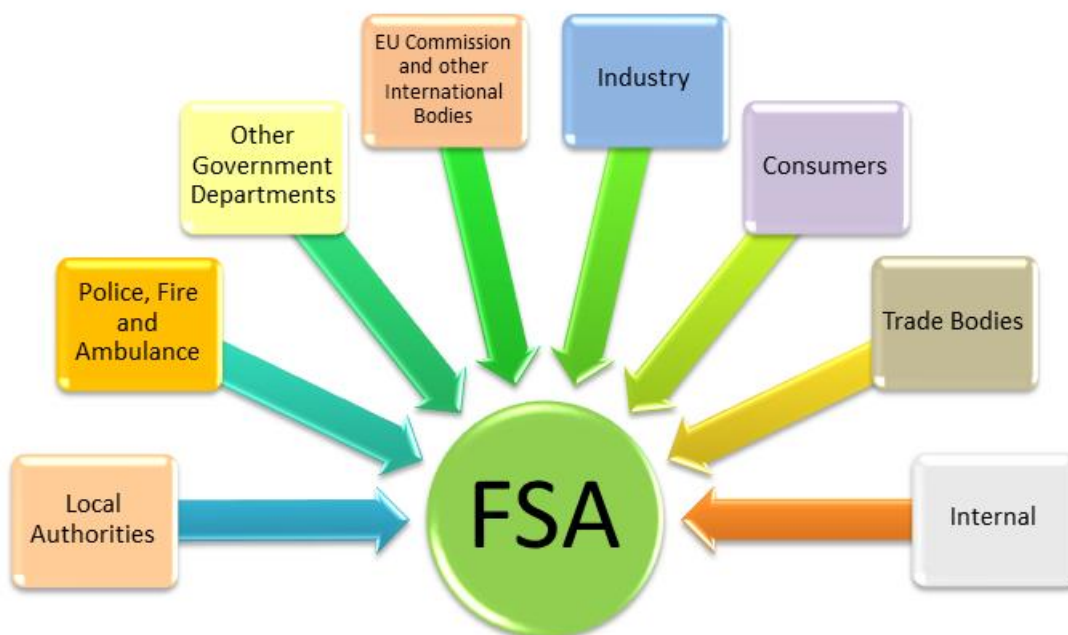 EU Commission
and other
International
Bodies
Industry
Other
Government
Departments
Consumers
Police, Fire
and
Ambulance
Trade Bodies
Local
Authorities
Internal
FSA